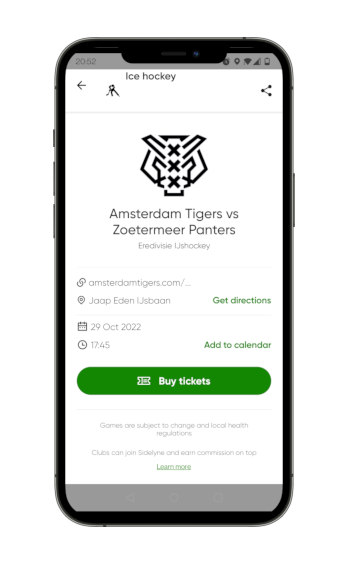 20:52
Ice hockey
Amsterdam Tigers vs
Zoetermeer Panters
Eredivisie IJshockey
amsterdamtigers.com/...
Jaap Eden IJsbaan
Get directions
29 Oct 2022
17:45
Add to calendar
Buy tickets
Games are subject to change and local health
regulations
Clubs can join Sidelyne and earn commission on top
Learn more